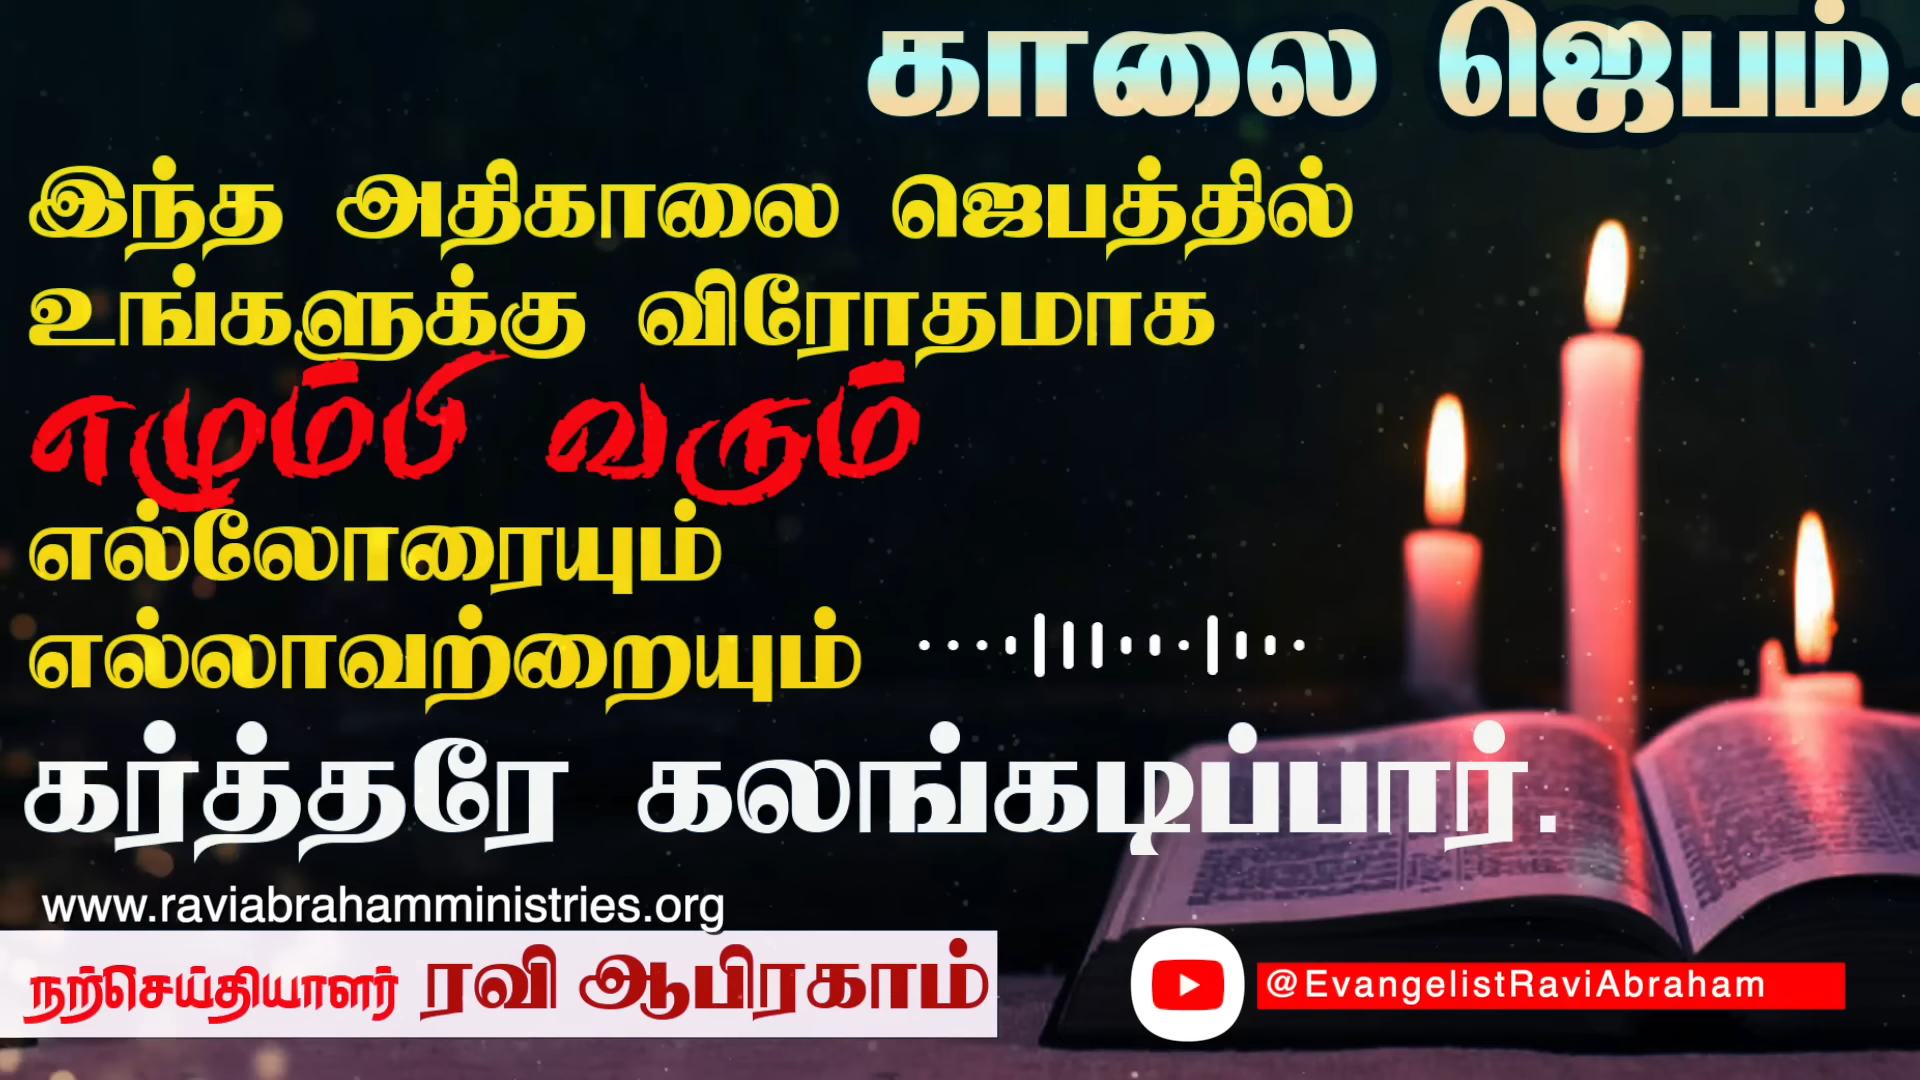 காலை ஜெபம்.
இந்த அதிகாலை ஜெபத்தில்
உங்களுக்கு விரோதமாக
எழும்பி வரும்
எல்லோரையும்
எல்லாவற்றையும்
கர்த்தரே கலங்கடிப்பார்.
www.raviabrahamministries.org
நற்செய்தியாளர் ரவி ஆபிரகாம்
@EvangelistRaviAbraham